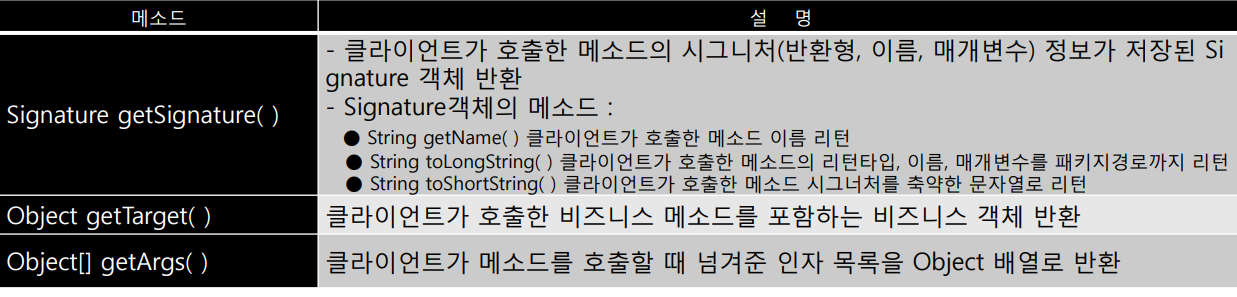 메소드 설 명
- 클라이언트가 호출한 메소드의 시그니처(반환형, 이름, 매개변수) 정보가 저장된 Si
gnature 객체 반환
Signature getSignature( )
- Signature객체의 메소드 :
● String getName( ) 클라이언트가 호출한 메소드 이름 리턴
● String toLongString( ) 클라이언트가 호출한 메소드의 리턴타입, 이름, 매개변수를 패키지경로까지 리턴
● String toShortString( ) 클라이언트가 호출한 메소드 시그너처를 축약한 문자열로 리턴
Object getTarget( ) 클라이언트가 호출한 비즈니스 메소드를 포함하는 비즈니스 객체 반환
Object[] getArgs( ) 클라이언트가 메소드를 호출할 때 넘겨준 인자 목록을 Object 배열로 반환